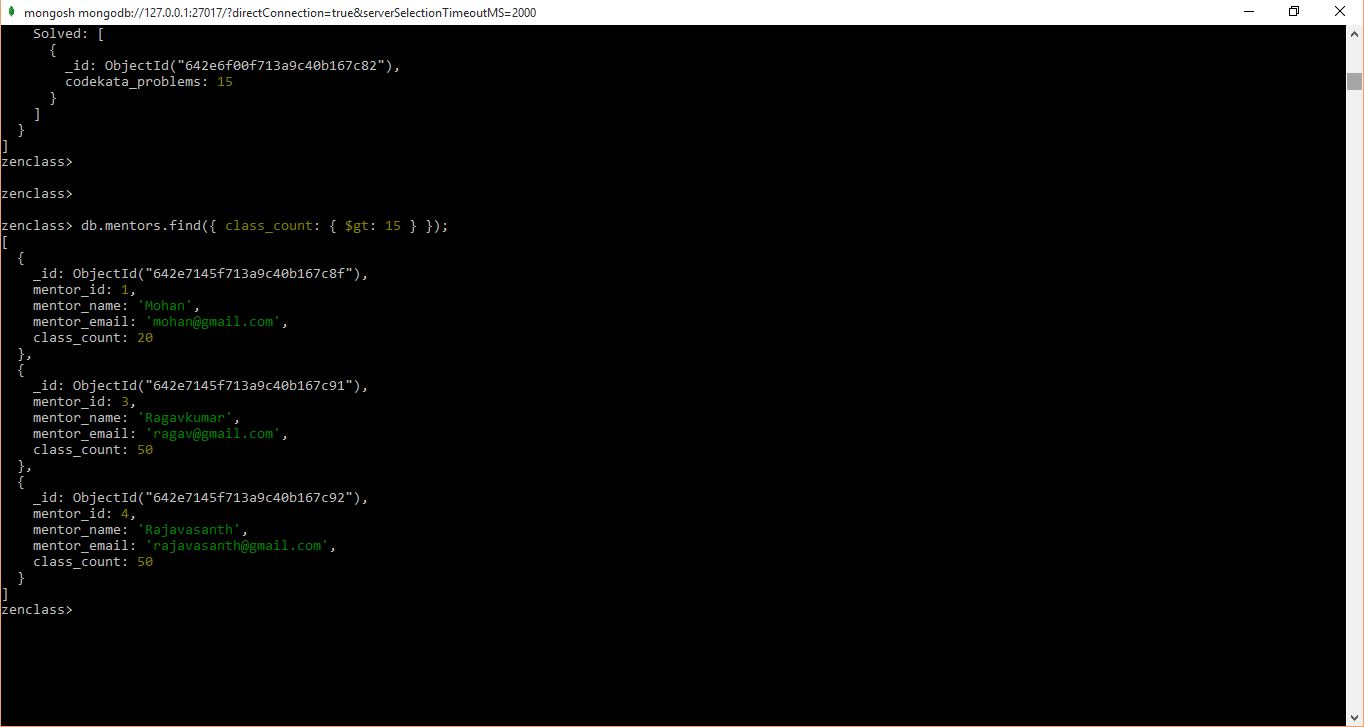 mongosh mongodb://127.0.0.1:27017/?directConnection=true&serverSelectionTimeoutMS=2000
    Solved: [
      {
        _id: ObjectId("642e6f00f713a9c40b167c82"),
        codekata_problems: 15
      }
    ]
  }
]
zenclass>
zenclass>
zenclass> db.mentors.find({ class_count: { $gt: 15 } });
[
  {
    _id: ObjectId("642e7145f713a9c40b167c8f"),
    mentor_id: 1,
    mentor_name: 'Mohan',
    mentor_email: 'mohan@gmail.com',
    class_count: 20
  },
  {
    _id: ObjectId("642e7145f713a9c40b167c91"),
    mentor_id: 3,
    mentor_name: 'Ragavkumar',
    mentor_email: 'ragav@gmail.com',
    class_count: 50
  },
  {
    _id: ObjectId("642e7145f713a9c40b167c92"),
    mentor_id: 4,
    mentor_name: 'Rajavasanth',
    mentor_email: 'rajavasanth@gmail.com',
    class_count: 50
  }
]
zenclass>